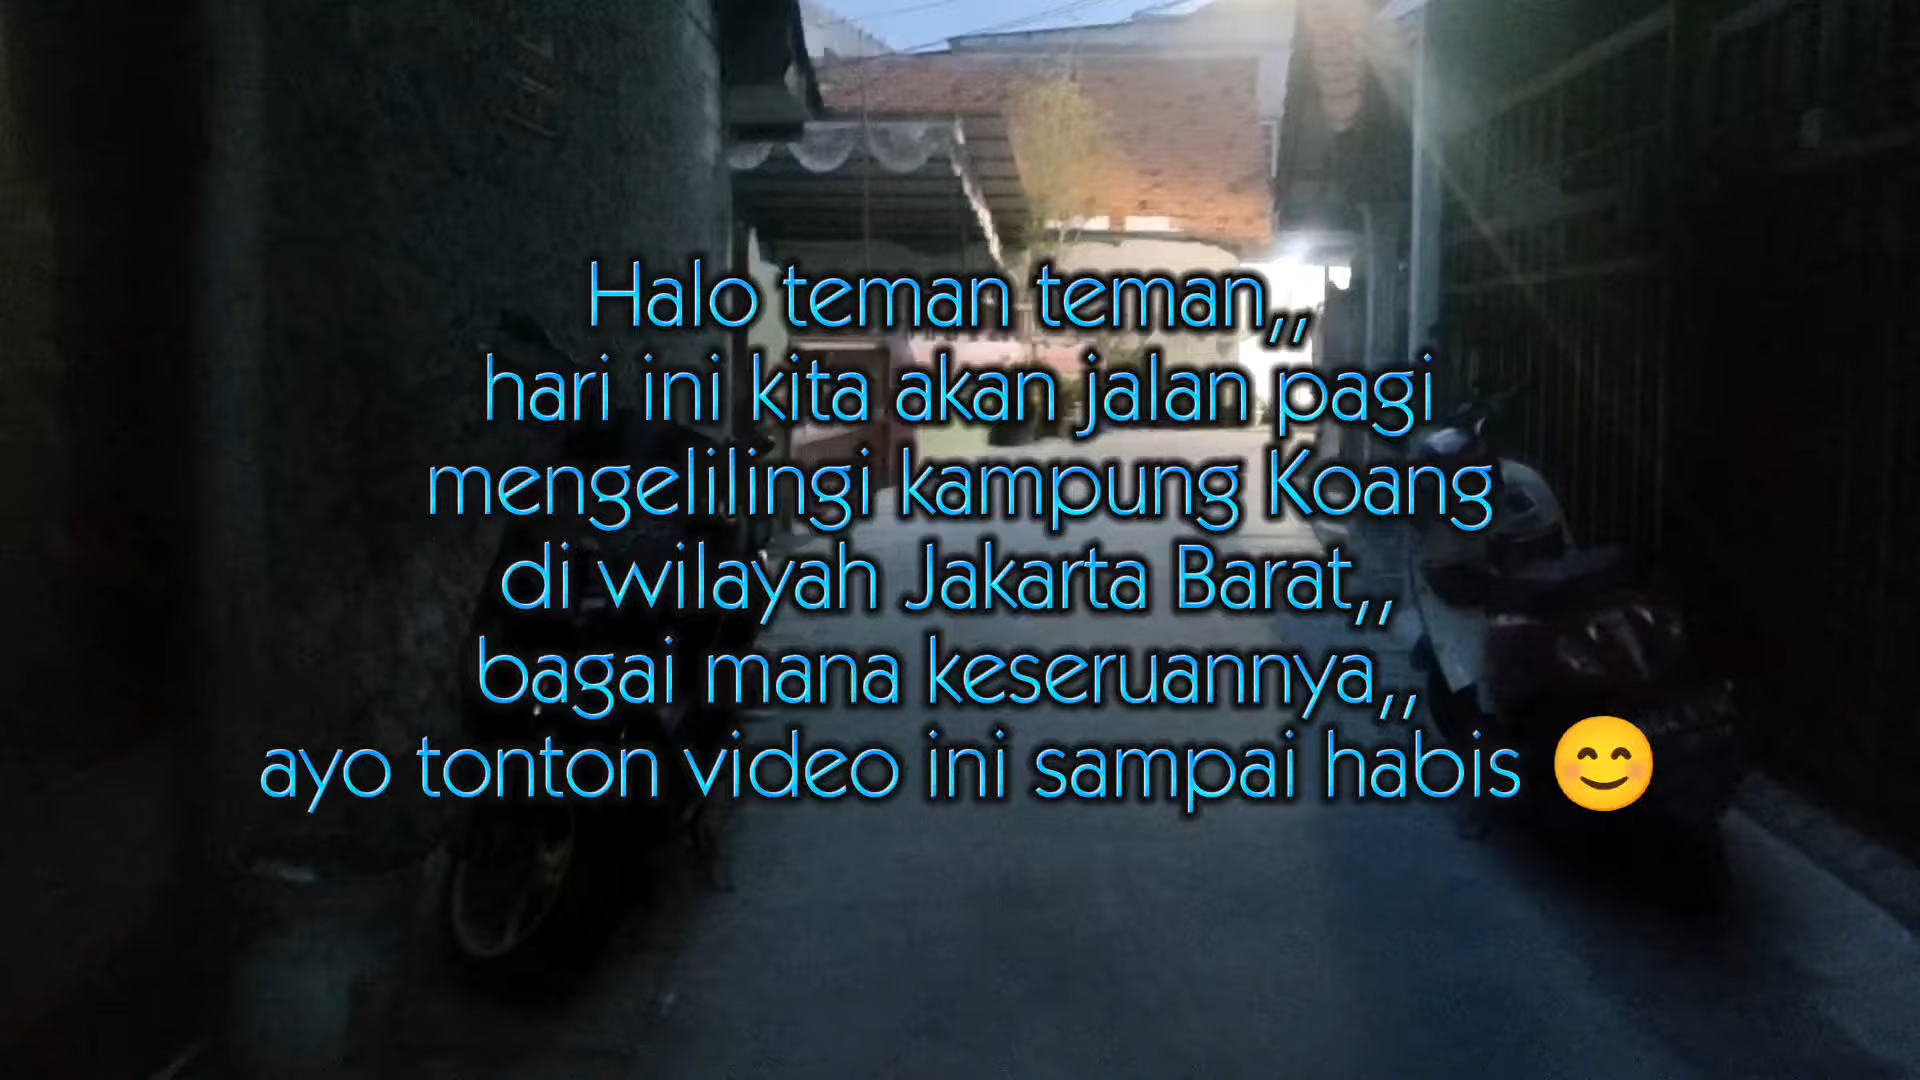 Halo teman teman,,
hari ini kita akan jalan pagi
mengelilingi kampung Koang
di wilayah Jakarta Barat,,
bagai mana keseruannya,,
ayo tonton video ini sampai habis 😊